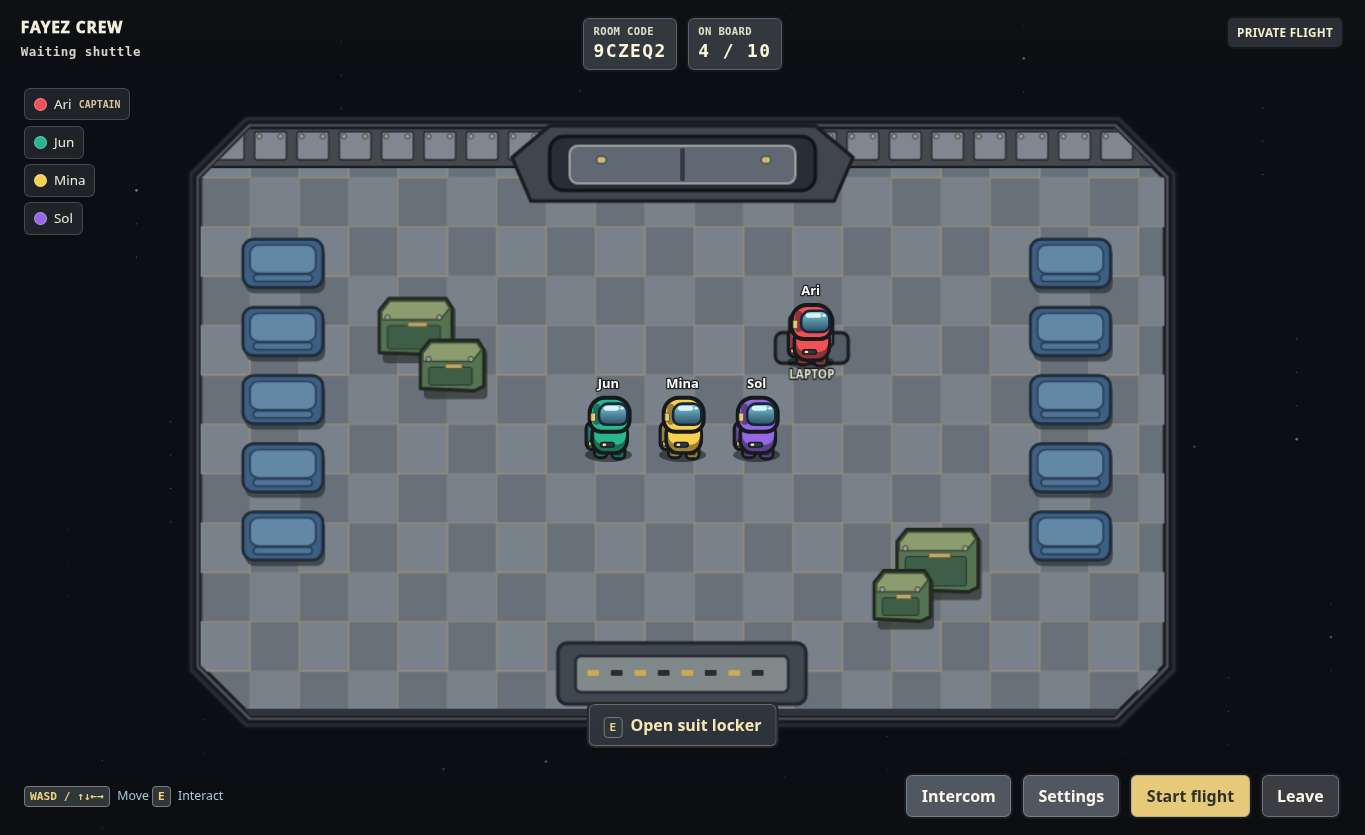 FAYEZ CREW
Waiting shuttle
ROOM CODE
9CZEQ2
ON BOARD
4 / 10
PRIVATE FLIGHT
Ari CAPTAIN
Jun
Mina
Sol
Ari
LAPTOP
Jun
Mina
Sol
E Open suit locker
WASD / ↑↓←→ Move E Interact
Intercom
Settings
Start flight
Leave